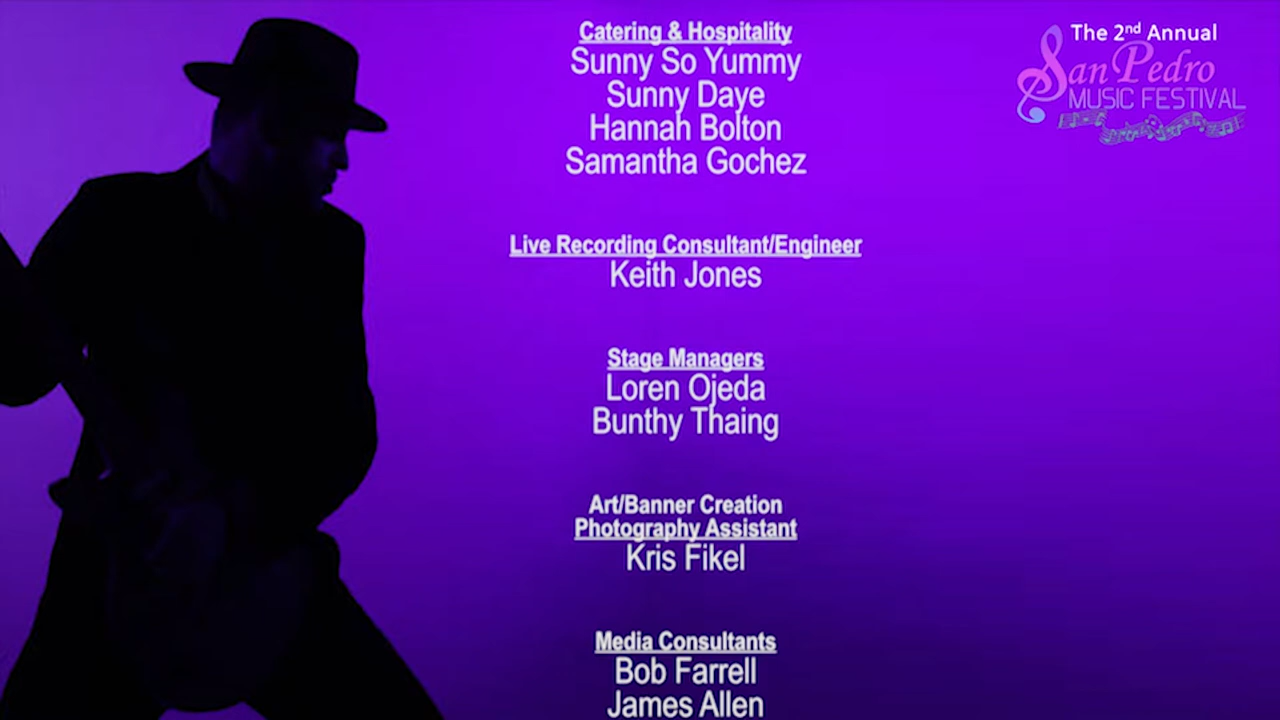 Catering & Hospitality
Sunny So Yummy
Sunny Daye
Hannah Bolton
Samantha Gochez
Live Recording Consultant/Engineer
Keith Jones
Stage Managers
Loren Ojeda
Bunthy Thaing
Art/Banner Creation
Photography Assistant
Kris Fikel
Media Consultants
Bob Farrell
James Allen
The 2nd Annual
San Pedro
MUSIC FESTIVAL